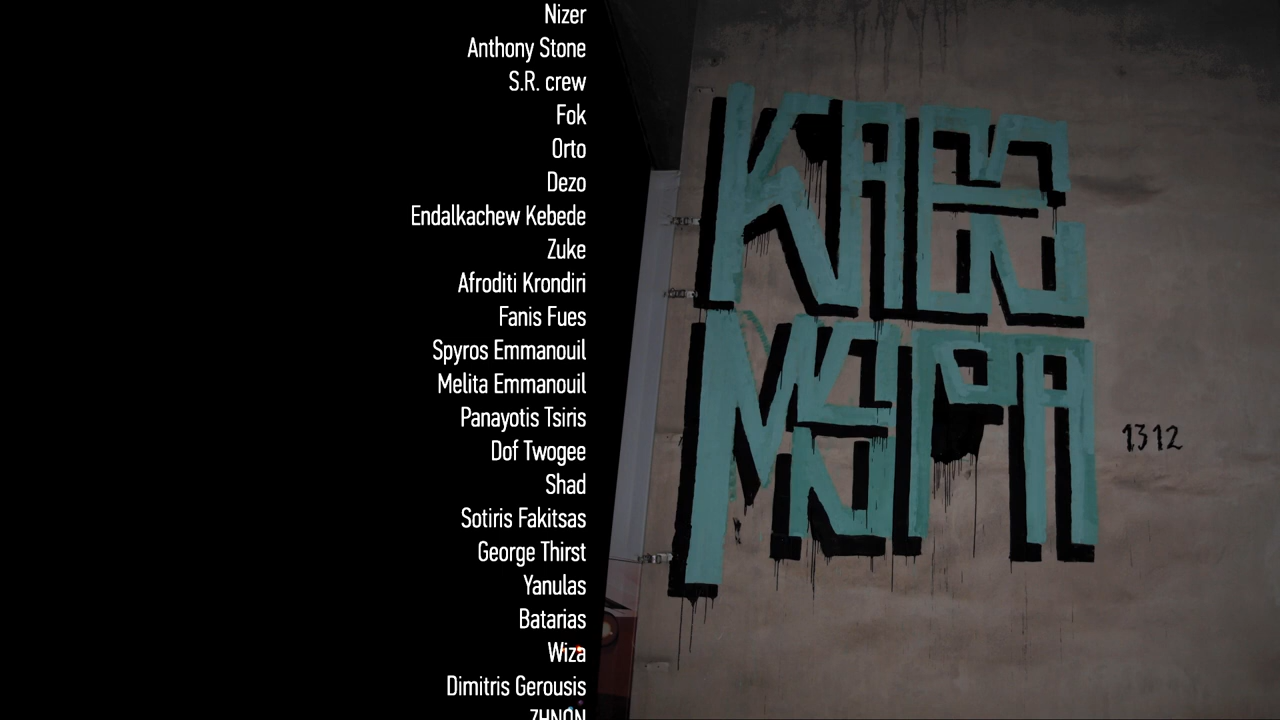 Nizer
Anthony Stone
S.R. crew
Fok
Orto
Dezo
Endalkachew Kebede
Zuke
Afroditi Krondiri
Fanis Fues
Spyros Emmanouil
Melita Emmanouil
Panayotis Tsiris
Dof Twogee
Shad
Sotiris Fakitsas
George Thirst
Yanulas
Batarias
Wiza
Dimitris Gerousis
1312